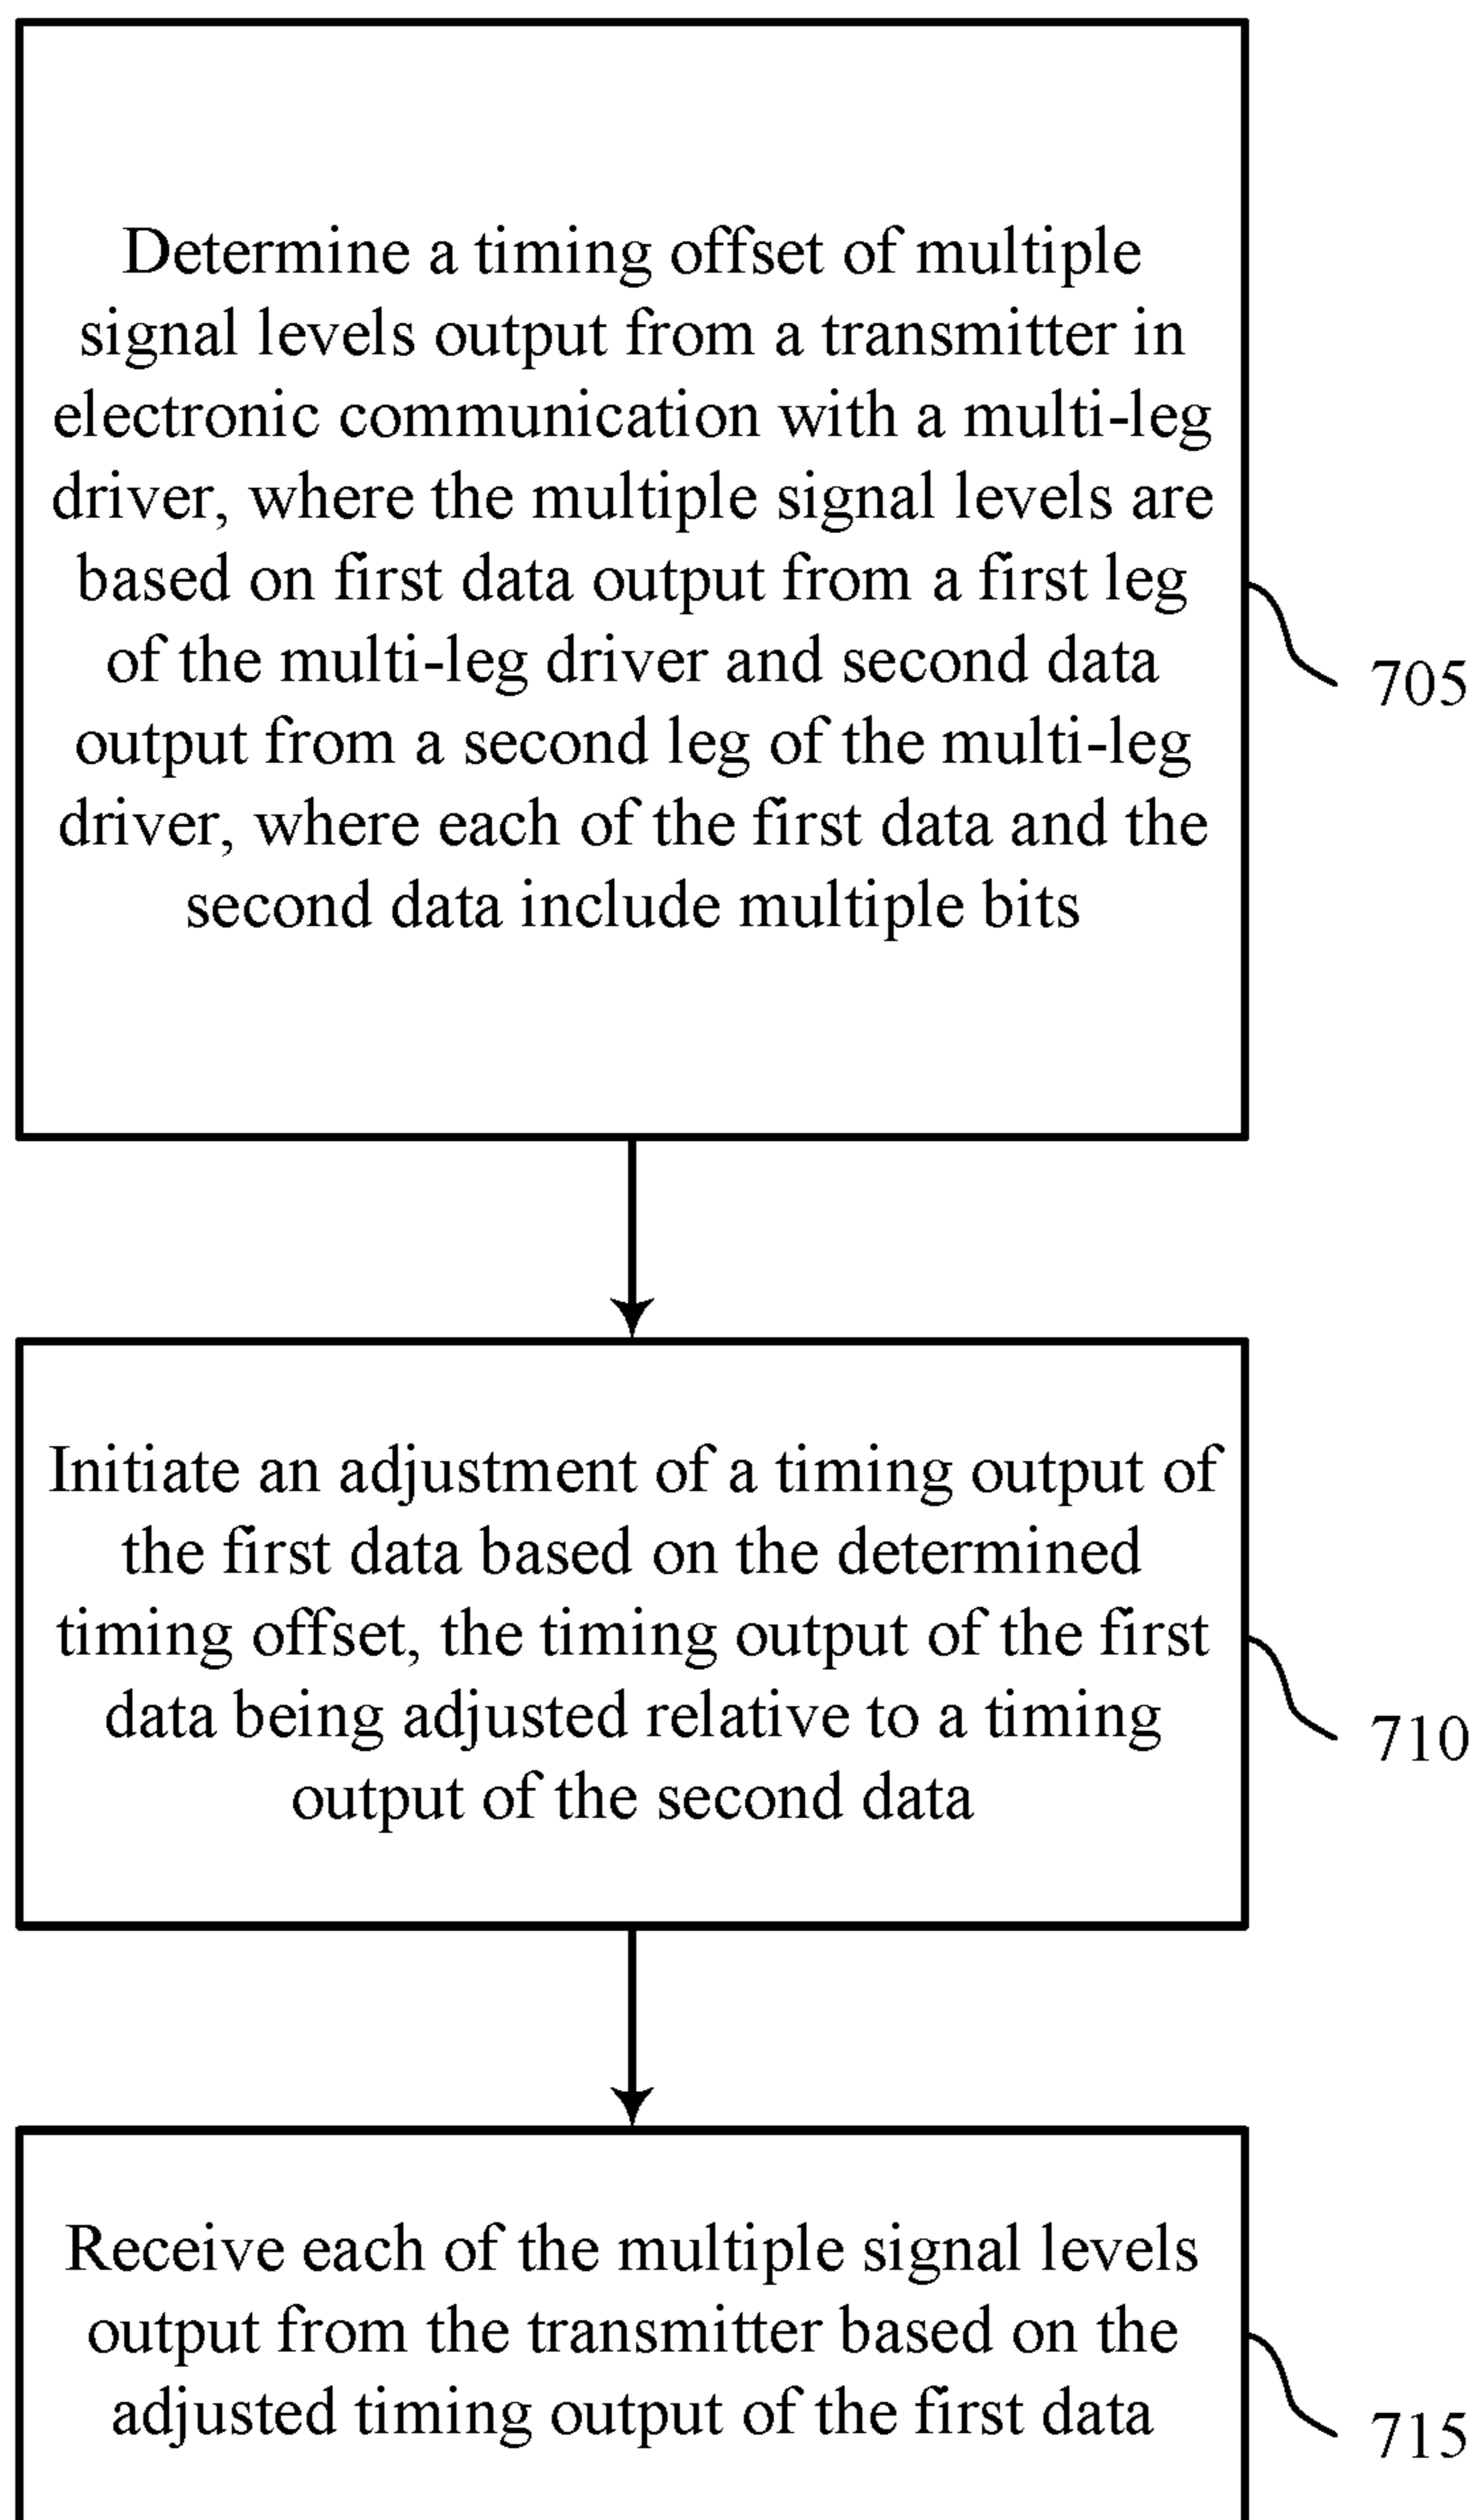 Determine a timing offset of multiple
signal levels output from a transmitter in
electronic communication with a multi-leg
driver, where the multiple signal levels are
based on first data output from a first leg
of the multi-leg driver and second data
output from a second leg of the multi-leg
driver, where each of the first data and the
second data include multiple bits
705
Initiate an adjustment of a timing output of
the first data based on the determined
timing offset, the timing output of the first
data being adjusted relative to a timing
output of the second data
710
Receive each of the multiple signal levels
output from the transmitter based on the
adjusted timing output of the first data
715